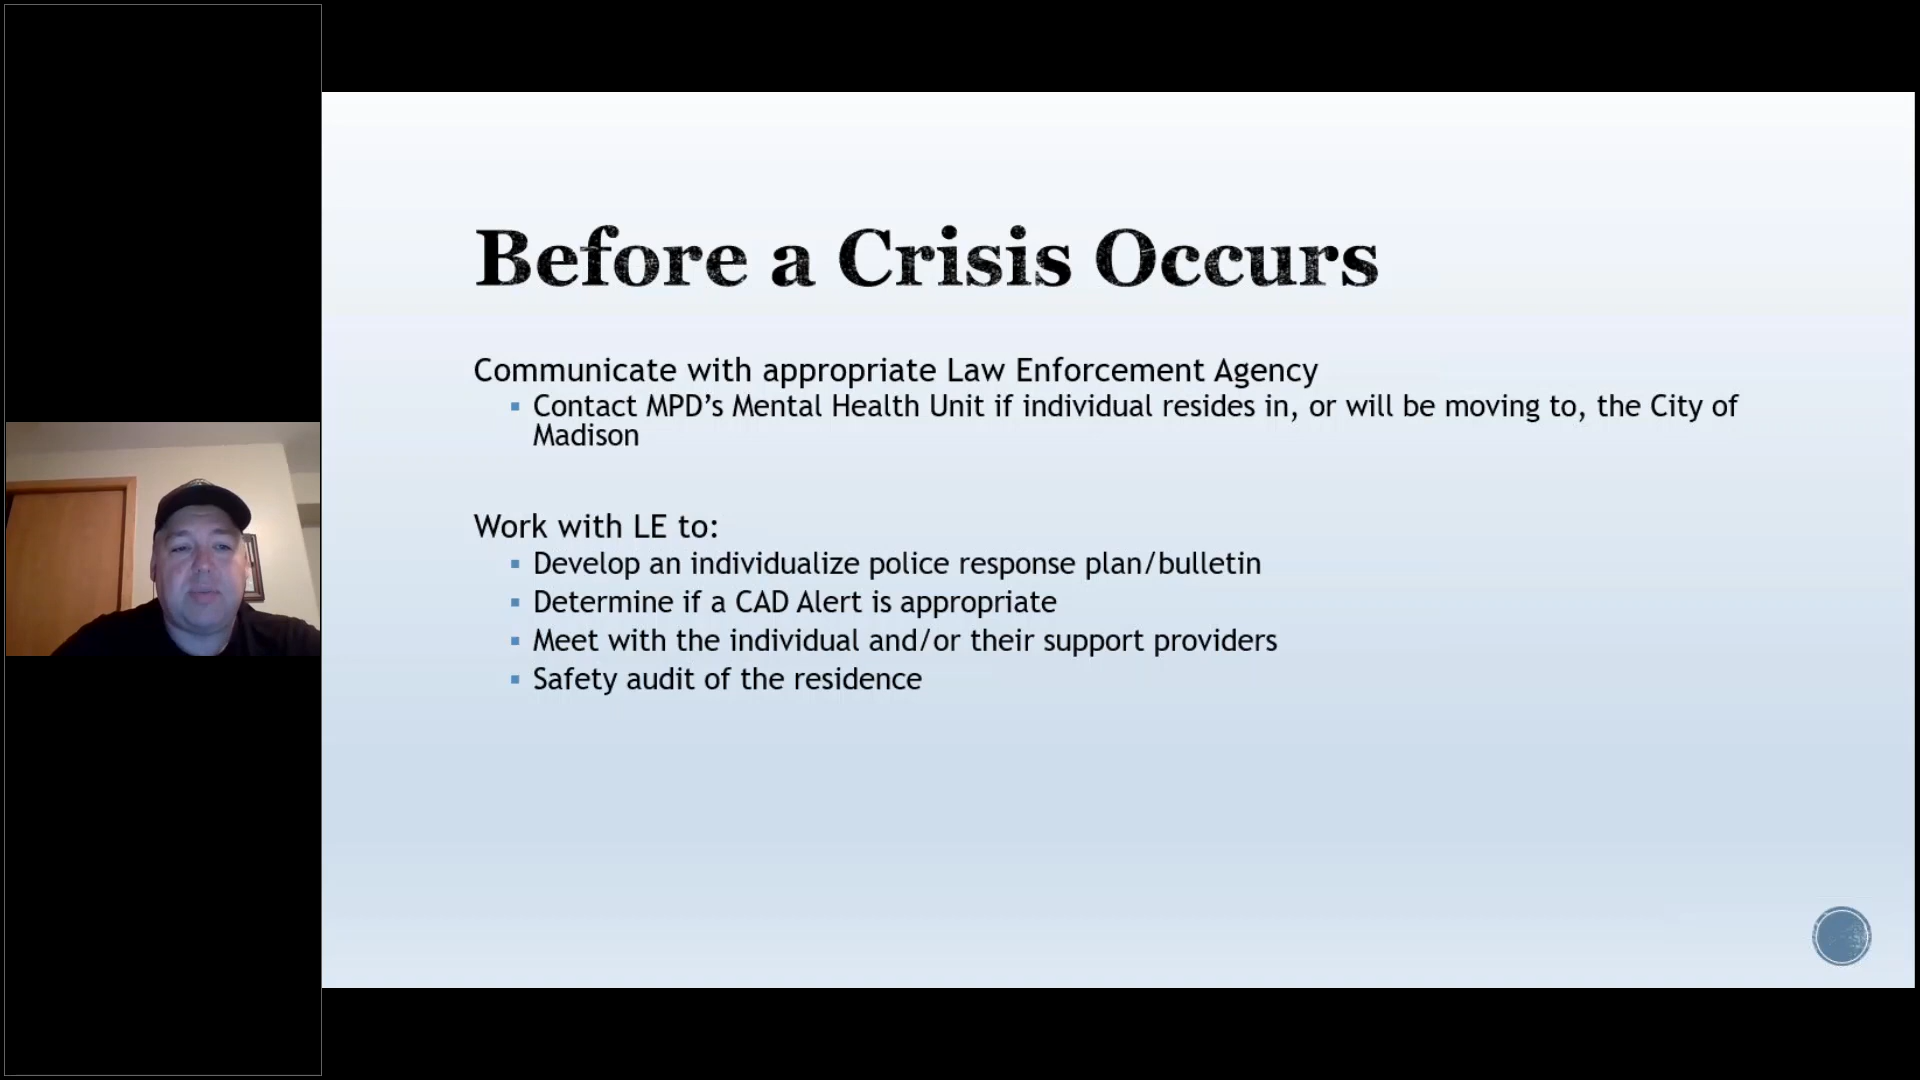 Before a Crisis Occurs
Communicate with appropriate Law Enforcement Agency
▪ Contact MPD’s Mental Health Unit if individual resides in, or will be moving to, the City of
Madison
Work with LE to:
▪ Develop an individualize police response plan/bulletin
▪ Determine if a CAD Alert is appropriate
▪ Meet with the individual and/or their support providers
▪ Safety audit of the residence